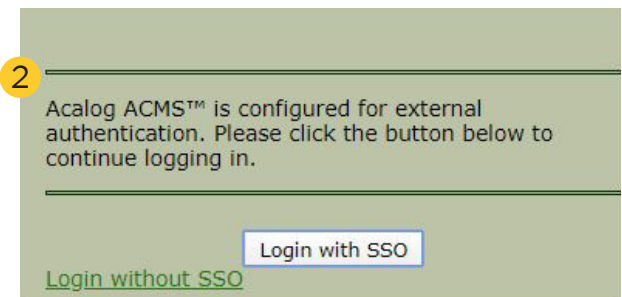 2
Acalog ACMS™ is configured for external
authentication. Please click the button below to
continue logging in.
Login with SSO
Login without SSO